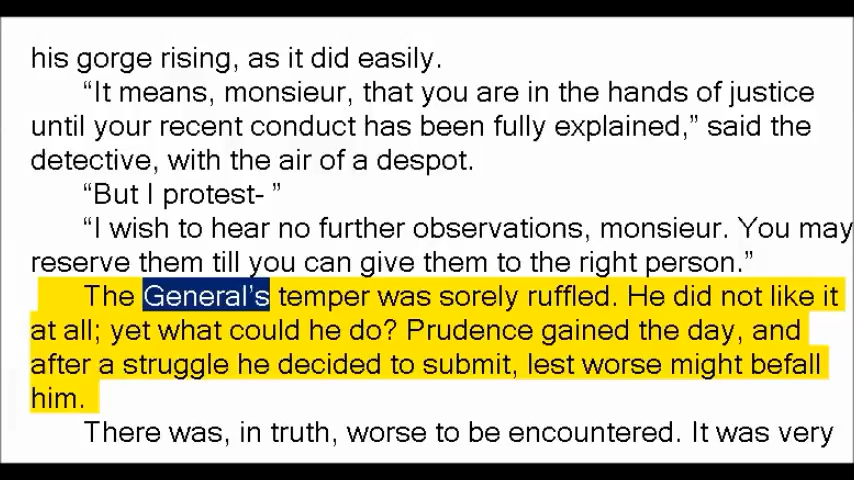 his gorge rising, as it did easily.
“It means, monsieur, that you are in the hands of justice
until your recent conduct has been fully explained,” said the
detective, with the air of a despot.
“But I protest- ”
“I wish to hear no further observations, monsieur. You may
reserve them till you can give them to the right person.”
The General’s temper was sorely ruffled. He did not like it
at all; yet what could he do? Prudence gained the day, and
after a struggle he decided to submit, lest worse might befall
him.
There was, in truth, worse to be encountered. It was very